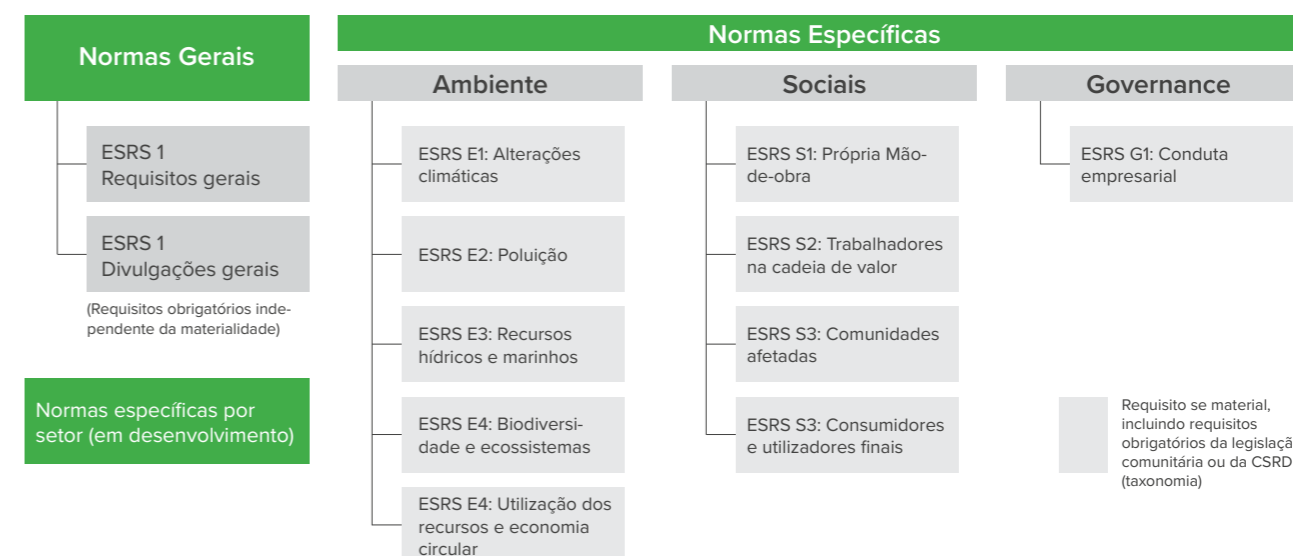 Normas Gerais
ESRS 1
Requisitos gerais
ESRS 1
Divulgações gerais
(Requisitos obrigatórios inde-
pendente da materialidade)
Normas específicas por
setor (em desenvolvimento)
Normas Específicas
Ambiente
ESRS E1: Alterações
climáticas
ESRS E2: Poluição
ESRS E3: Recursos
hídricos e marinhos
ESRS E4: Biodiversi-
dade e ecossistemas
ESRS E4: Utilização dos
recursos e economia
circular
Sociais
ESRS S1: Própria Mão-
de-obra
ESRS S2: Trabalhadores
na cadeia de valor
ESRS S3: Comunidades
afetadas
ESRS S3: Consumidores
e utilizadores finais
Governance
ESRS G1: Conduta
empresarial
Requisito se material,
incluindo requisitos
obrigatórios da legislaçã
comunitária ou da CSRD
(taxonomia)